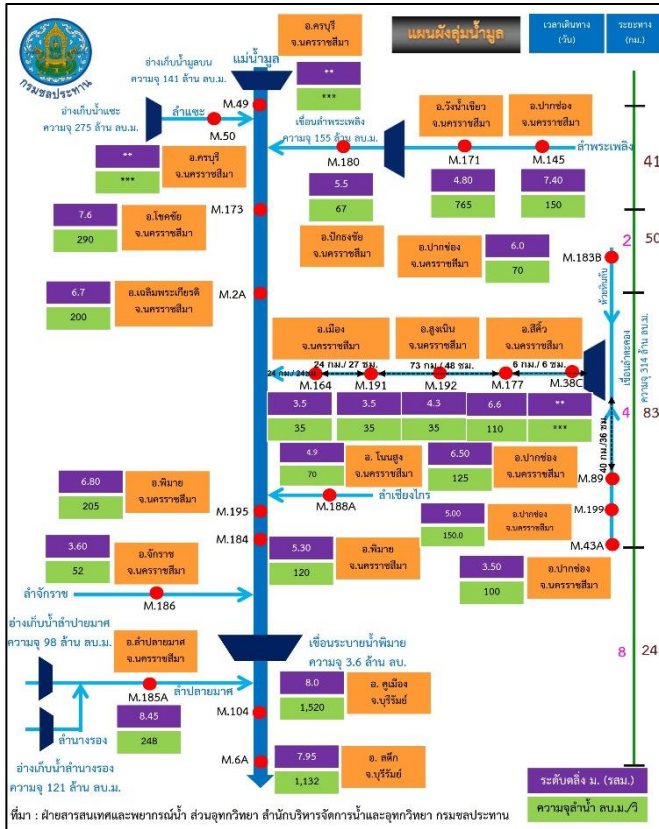 กรมชลประทาน
แม่น้ำมูล
อ.ครบุรี
จ.นครราชสีมา
**
***
แผนผังลุ่มน้ำมูล
เวลาเดินทาง
(วัน)
ระยะทาง
(กม.)
อ่างเก็บน้ำมูลบน
ความจุ 141 ล้าน ลบ.ม.
อ่างเก็บน้ำแซะ
ความจุ 275 ล้าน ลบ.ม.
ลำแซะ
M.49
M.50
เขื่อนลำพระเพลิง
ความจุ 155 ล้าน ลบ.ม.
อ.วังน้ำเขียว
จ.นครราชสีมา
อ.ปากช่อง
จ.นครราชสีมา
ลำพระเพลิง
M.180
M.171
M.145
41
**
***
อ.ครบุรี
จ.นครราชสีมา
5.5
67
4.80
765
7.40
150
7.6
290
อ.โชคชัย
จ.นครราชสีมา
M.173
อ.ปักธงชัย
จ.นครราชสีมา
อ.ปากช่อง
จ.นครราชสีมา
6.0
70
M.183B
2
50
6.7
200
อ.เฉลิมพระเกียรติ
จ.นครราชสีมา
M.2A
ห้วยหินลับ
อ.เมือง
จ.นครราชสีมา
อ.สูงเนิน
จ.นครราชสีมา
อ.สีคิ้ว
จ.นครราชสีมา
เขื่อนลำตะคอง
ความจุ 314 ล้าน ลบ.ม.
24 กม./24ชม.
24 กม./ 27 ชม.
73 กม./ 48 ชม.
6 กม./ 6 ชม.
M.164
M.191
M.192
M.177
M.38C
3.5
35
3.5
35
4.3
35
6.6
110
**
***
4
83
40 กม./36 ชม.
4.9
70
อ. โนนสูง
จ.นครราชสีมา
6.50
125
อ.ปากช่อง
จ.นครราชสีมา
M.89
6.80
205
อ.พิมาย
จ.นครราชสีมา
M.195
M.188A
ลำเชียงไกร
5.00
150.0
อ.ปากช่อง
จ.นครราชสีมา
M.199
M.184
M.43A
3.60
52
อ.จักราช
จ.นครราชสีมา
5.30
120
อ.พิมาย
จ.นครราชสีมา
3.50
100
อ.ปากช่อง
จ.นครราชสีมา
ลำจักราช
M.186
อ่างเก็บน้ำลำปลายมาศ
ความจุ 98 ล้าน ลบ.ม.
อ.ลำปลายมาศ
จ.นครราชสีมา
เขื่อนระบายน้ำพิมาย
ความจุ 3.6 ล้าน ลบ.
8
24
M.185A
ลำปลายมาศ
8.45
248
ลำนางรอง
อ่างเก็บน้ำลำนางรอง
ความจุ 121 ล้าน ลบ.ม.
M.104
8.0
1,520
อ. คูเมือง
จ.บุรีรัมย์
M.6A
7.95
1,132
อ. สตึก
จ.บุรีรัมย์
ระดับตลิ่ง ม. (รสม.)
ความจุลำน้ำ ลบ.ม./วิ
ที่มา : ฝ่ายสารสนเทศและพยากรณ์น้ำ ส่วนอุทกวิทยา สำนักบริหารจัดการน้ำและอุทกวิทยา กรมชลประทาน